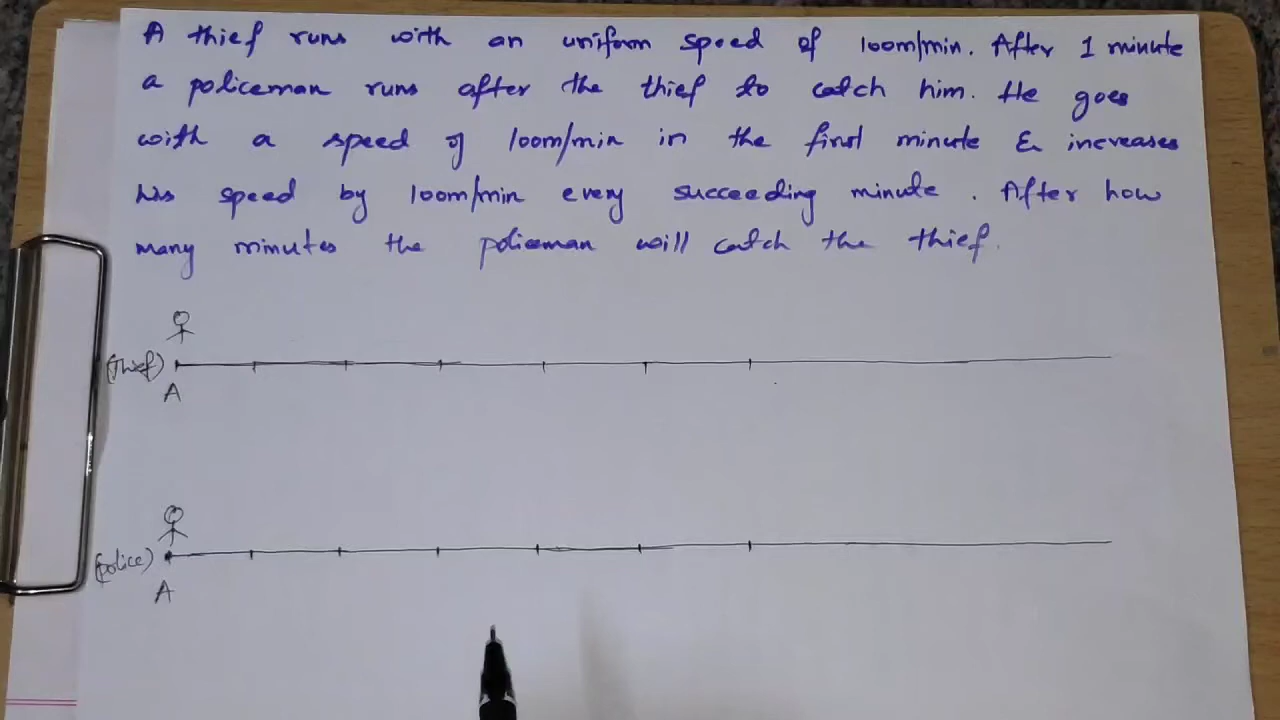 A thief runs with an uniform speed of 100m/min. After 1 minute
a policeman runs after the thief to catch him. He goes
with a speed of 100m/min in the first minute & increases
his speed by 100m/min every succeeding minute. After how
many minutes the policeman will catch the thief.
(Thief)
A
(police)
A